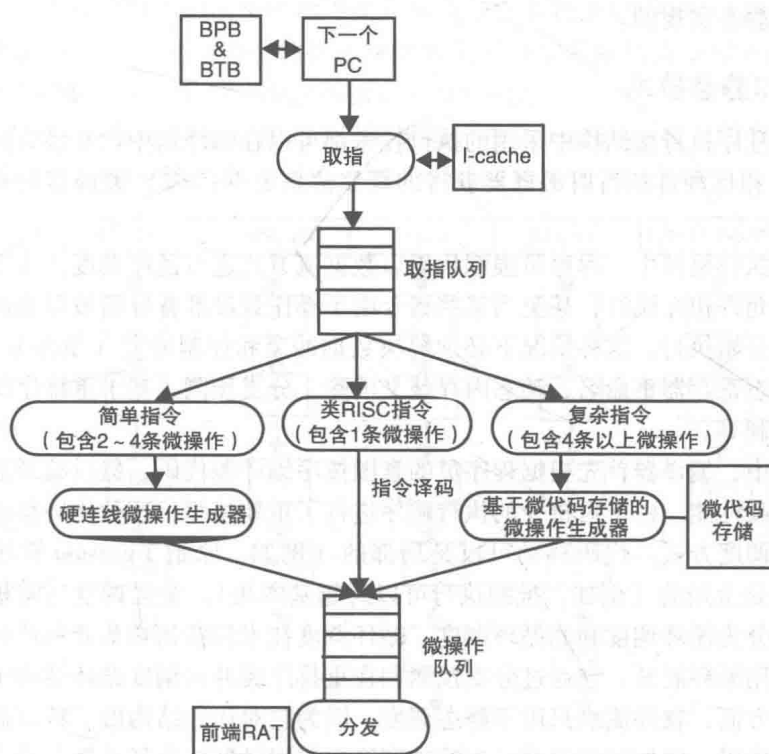 BPB
&
BTB
下一个
PC
取指
I-cache
取指队列
简单指令
（包含2～4条微操作）
类RISC指令
（包含1条微操作）
复杂指令
（包含4条以上微操作）
指令译码
硬连线微操作生成器
基于微代码存储的
微操作生成器
微代码
存储
微操作
队列
前端RAT
分发